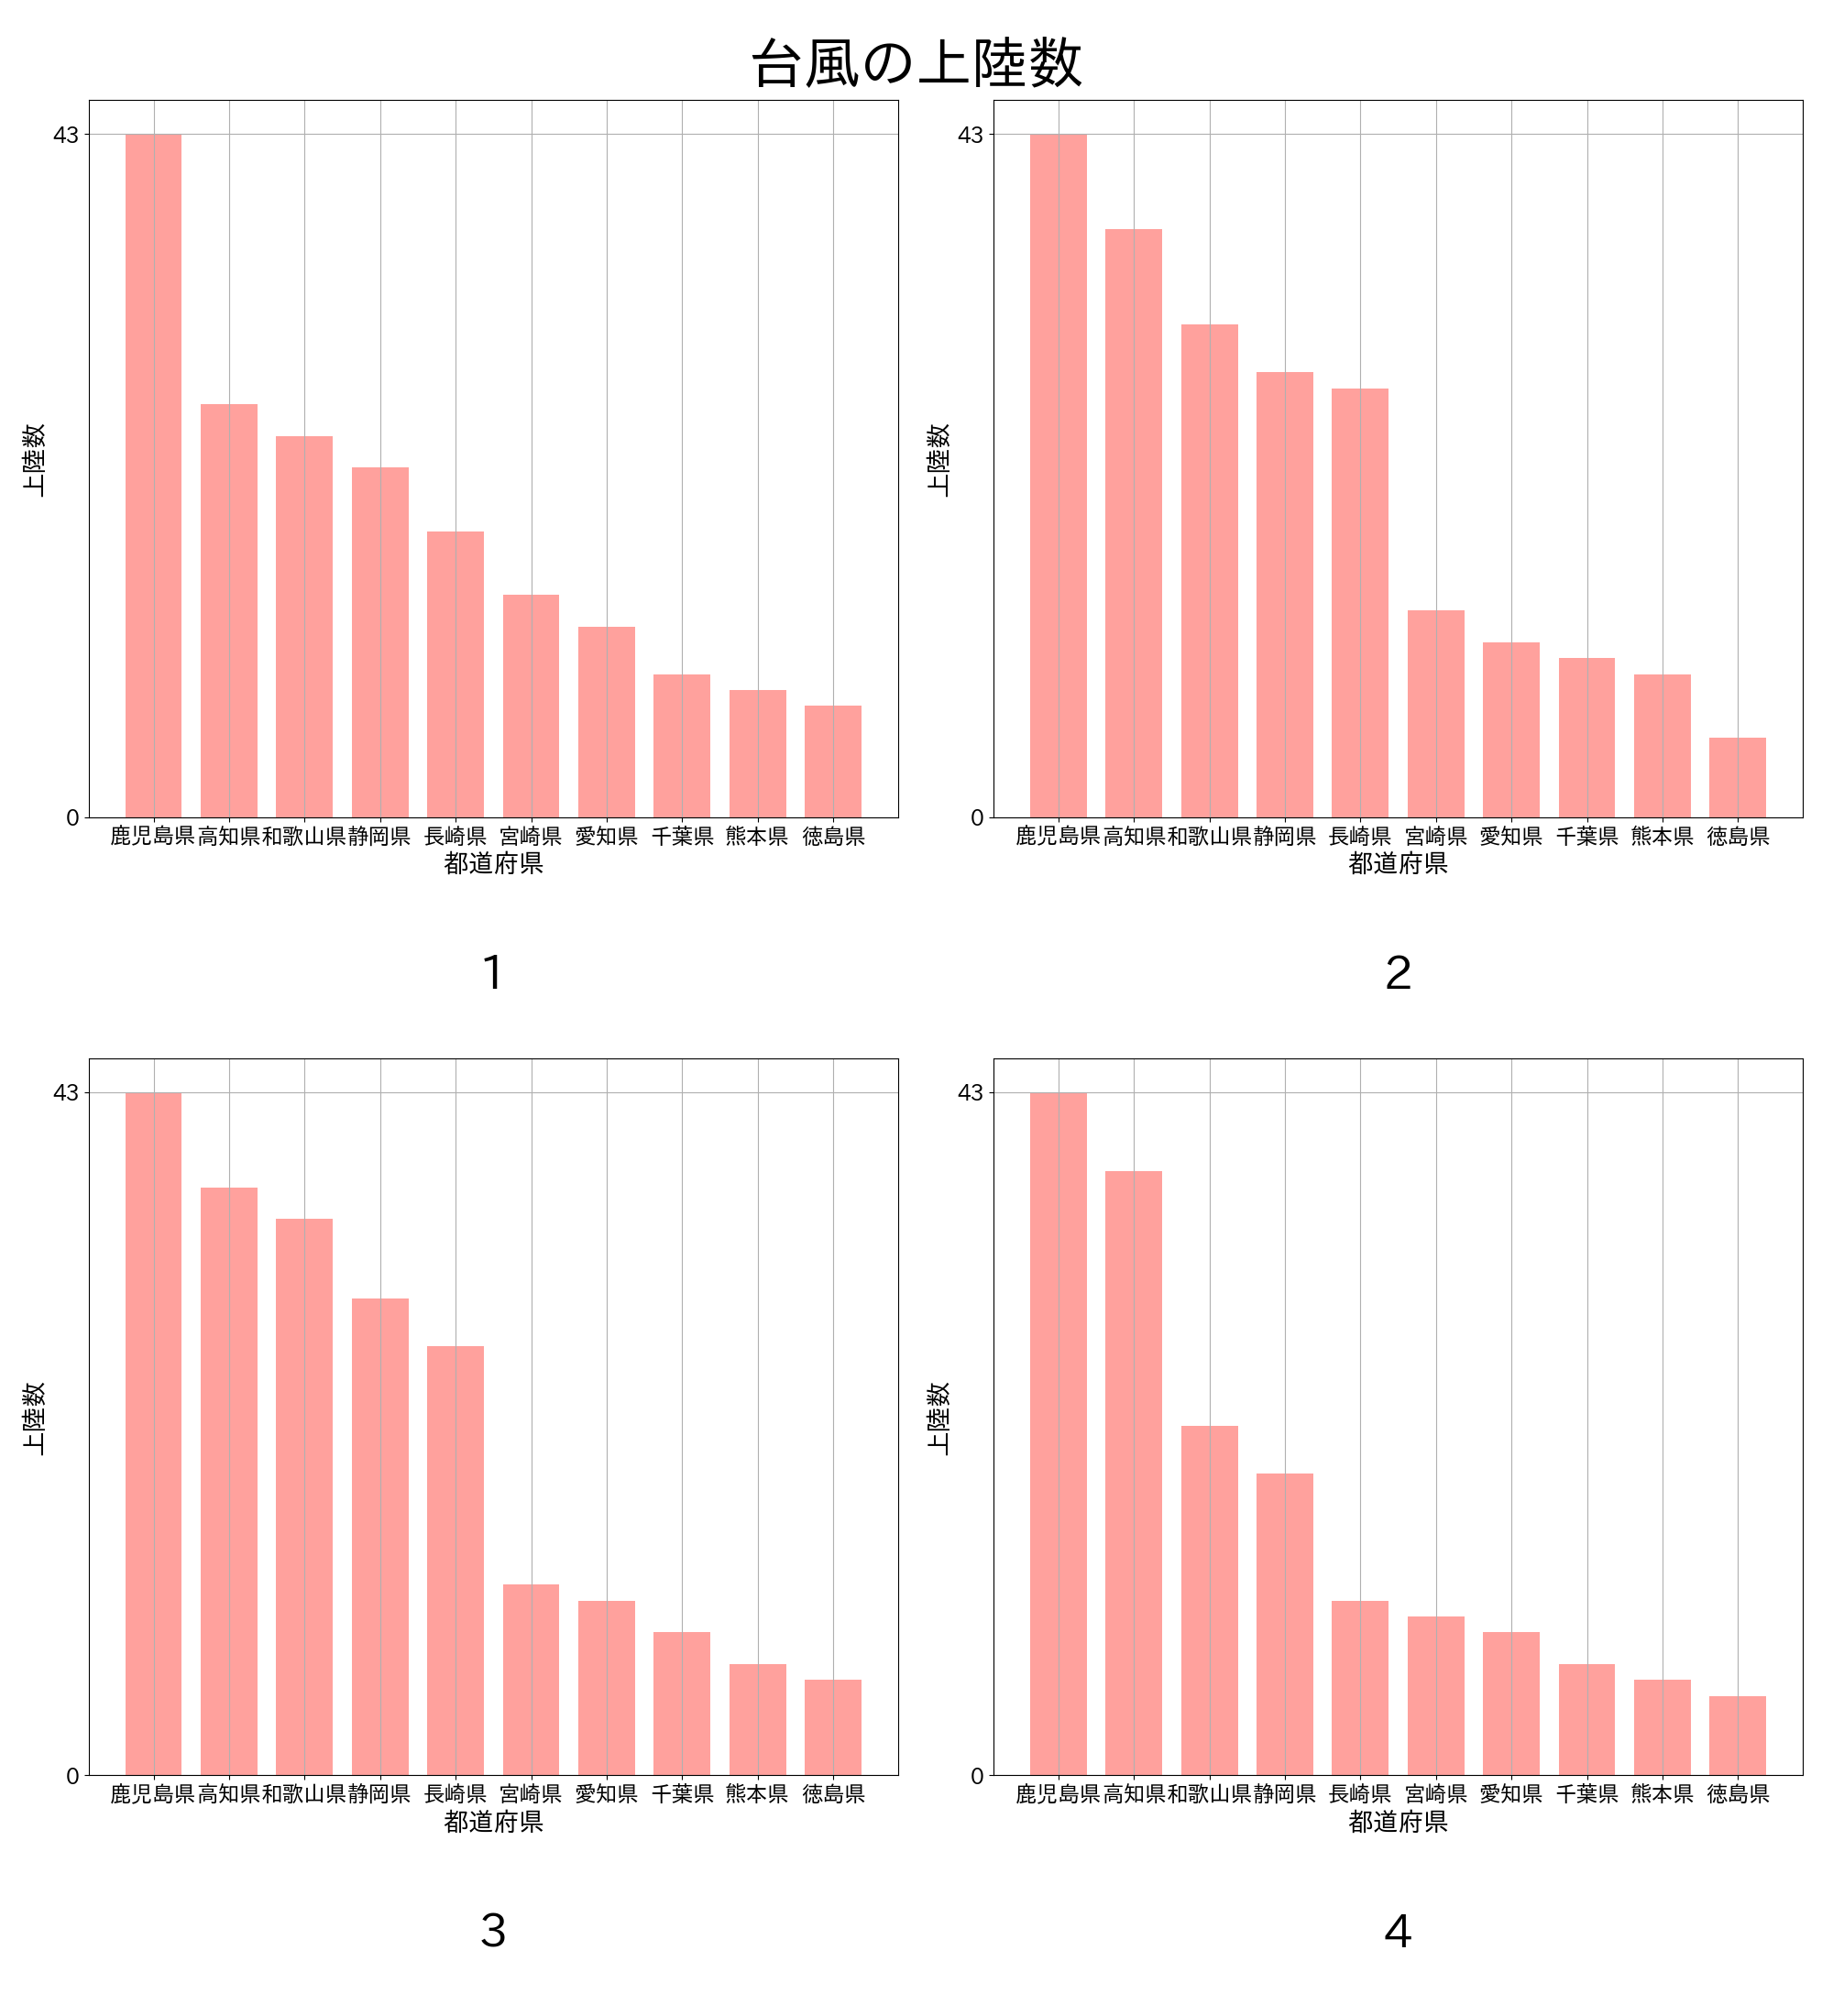 台風の上陸数
43
上陸数
0
鹿児島県 高知県 和歌山県 静岡県 長崎県 宮崎県 愛知県 千葉県 熊本県 徳島県
都道府県
1
43
上陸数
0
鹿児島県 高知県 和歌山県 静岡県 長崎県 宮崎県 愛知県 千葉県 熊本県 徳島県
都道府県
2
43
上陸数
0
鹿児島県 高知県 和歌山県 静岡県 長崎県 宮崎県 愛知県 千葉県 熊本県 徳島県
都道府県
3
43
上陸数
0
鹿児島県 高知県 和歌山県 静岡県 長崎県 宮崎県 愛知県 千葉県 熊本県 徳島県
都道府県
4